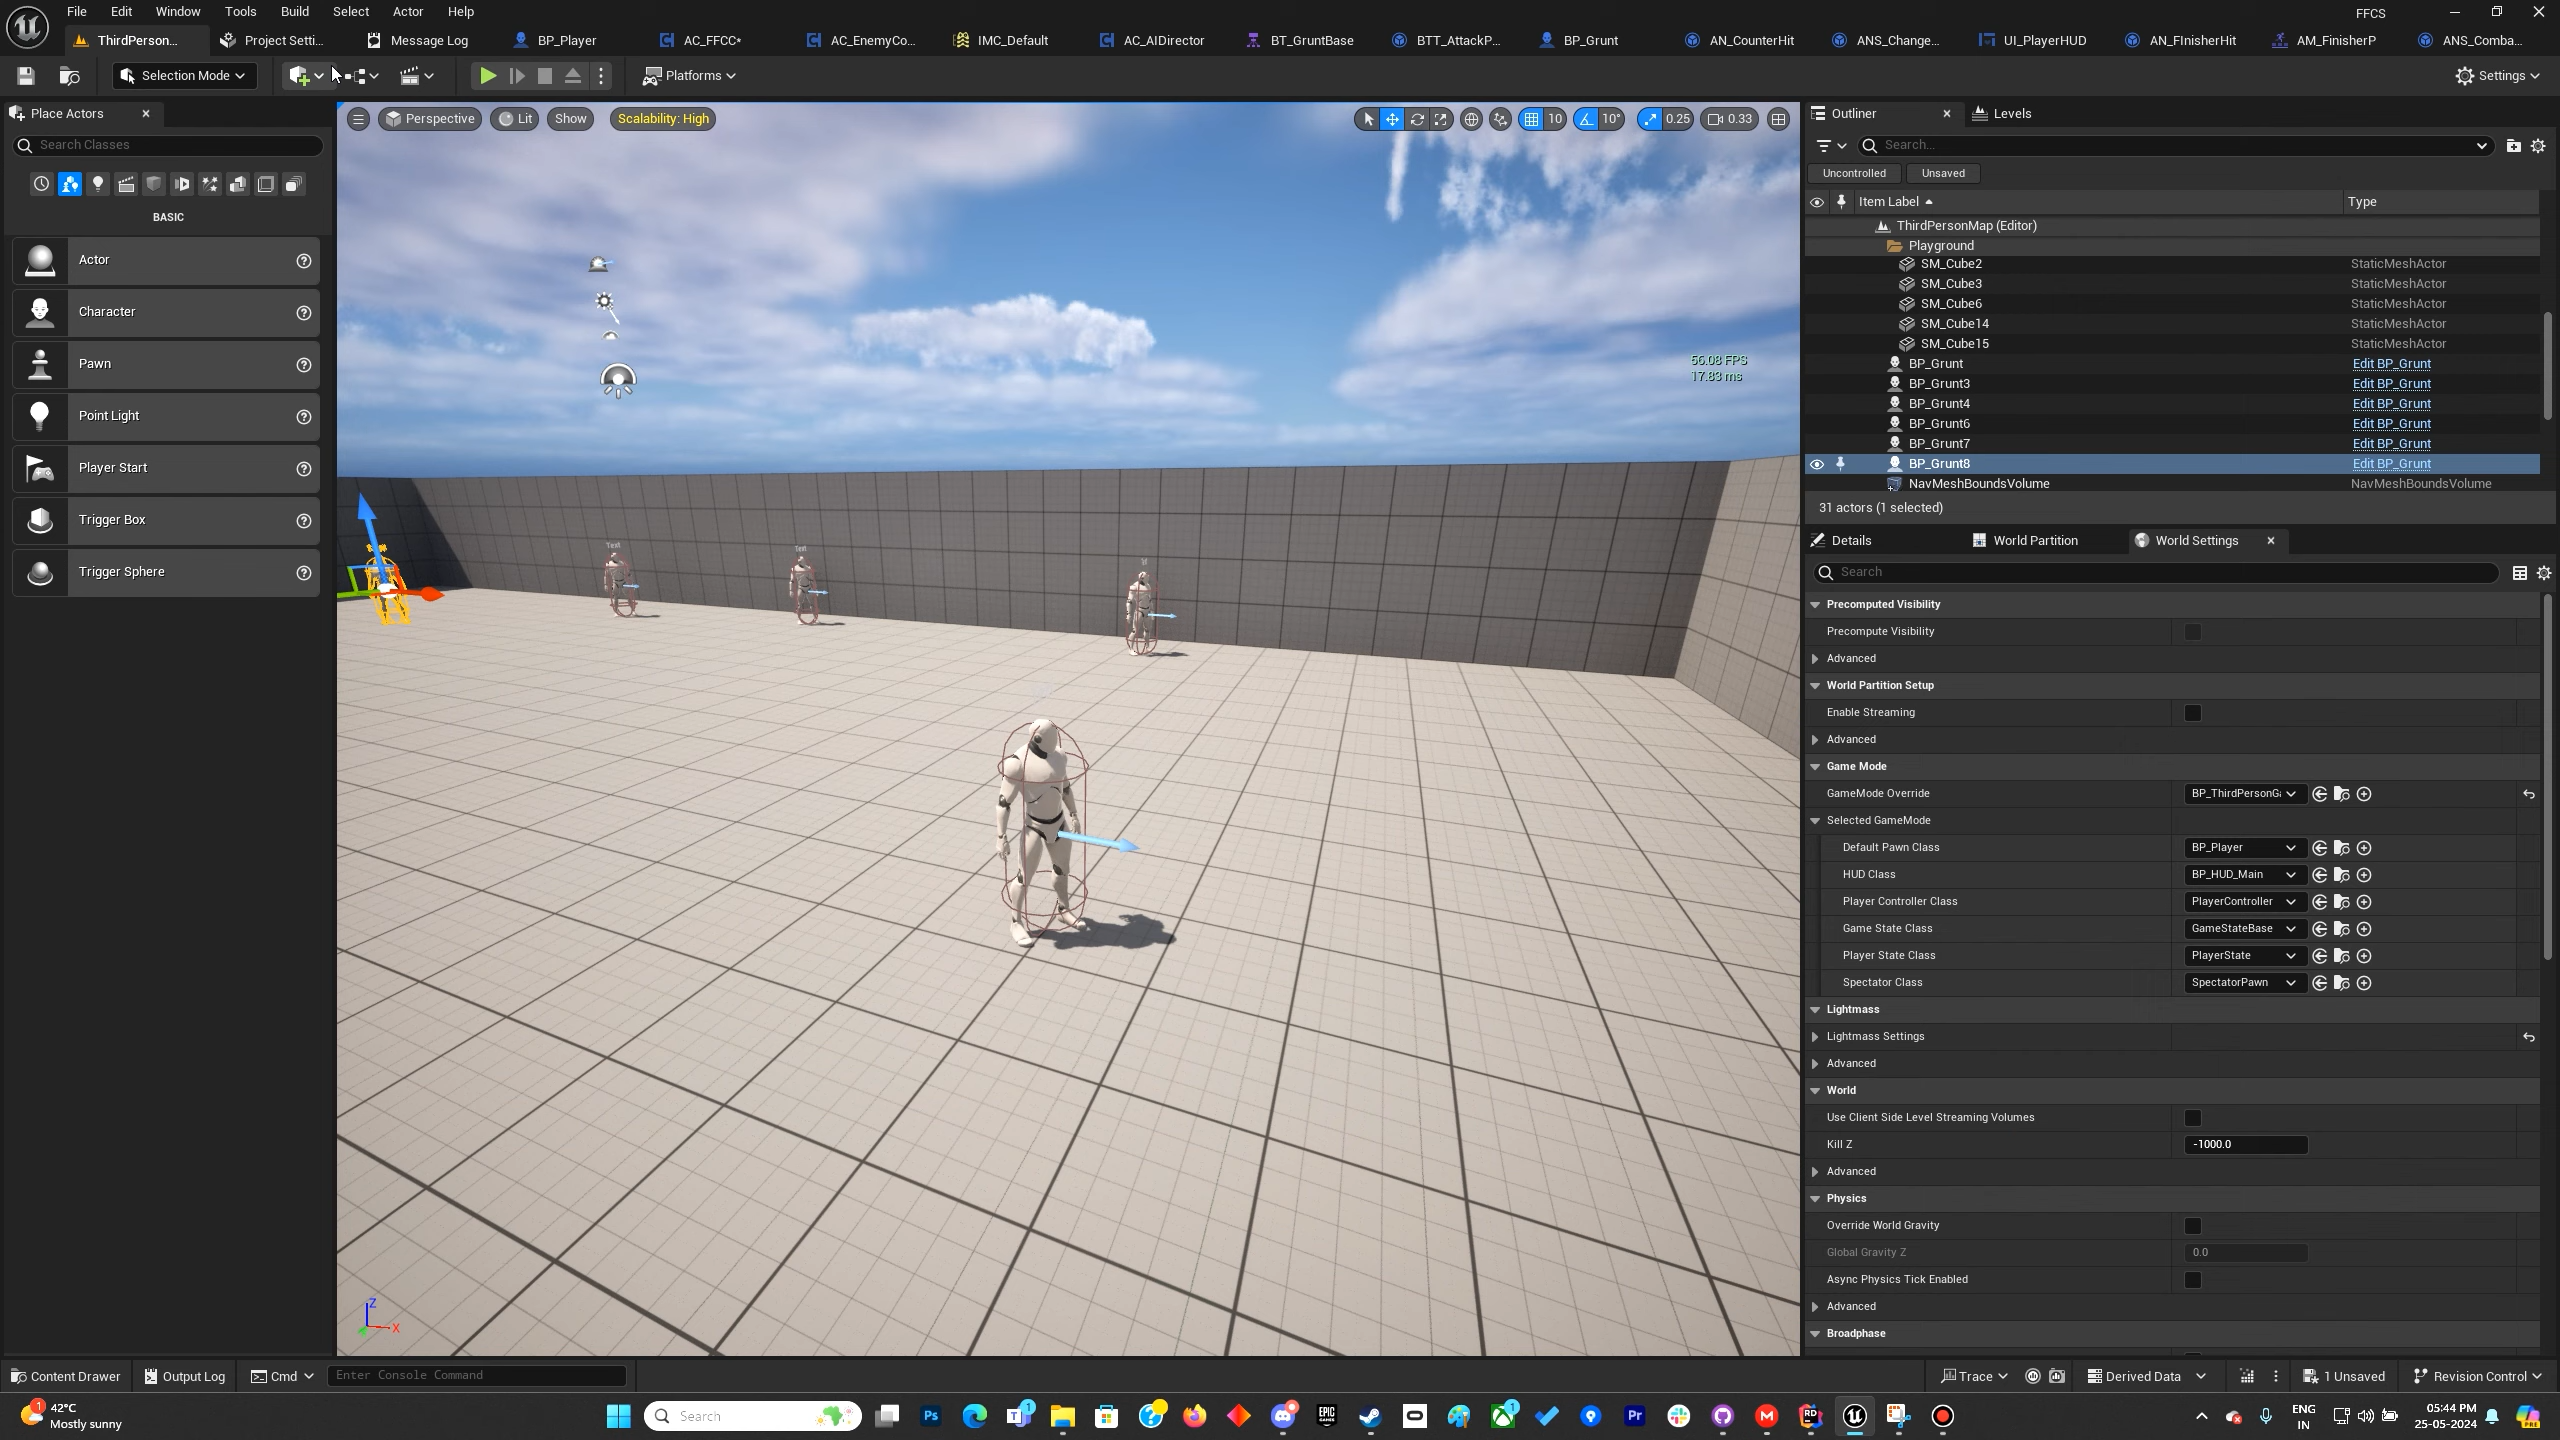 File Edit Window Tools Build Select Actor Help
FFCS
ThirdPerson... Project Setti... Message Log BP_Player AC_FFCC* AC_EnemyCo... IMC_Default AC_AIDirector BT_GruntBase BTT_AttackP... BP_Grunt AN_CounterHit ANS_Change... UI_PlayerHUD AN_FInisherHit AM_FinisherP ANS_Comba...
Selection Mode
Platforms
Settings
Place Actors
Search Classes
BASIC
Actor
Character
Pawn
Point Light
Player Start
Trigger Box
Trigger Sphere
Perspective Lit Show Scalability: High
10 10° 0.25 0.33
56.08 FPS
17.83 ms
Text
Text
Z
X
Outliner Levels
Search...
Uncontrolled Unsaved
Item Label Type
ThirdPersonMap (Editor)
Playground
SM_Cube2 StaticMeshActor
SM_Cube3 StaticMeshActor
SM_Cube6 StaticMeshActor
SM_Cube14 StaticMeshActor
SM_Cube15 StaticMeshActor
BP_Grunt Edit BP_Grunt
BP_Grunt3 Edit BP_Grunt
BP_Grunt4 Edit BP_Grunt
BP_Grunt6 Edit BP_Grunt
BP_Grunt7 Edit BP_Grunt
BP_Grunt8 Edit BP_Grunt
NavMeshBoundsVolume NavMeshBoundsVolume
31 actors (1 selected)
Details World Partition World Settings
Search
Precomputed Visibility
Precompute Visibility
Advanced
World Partition Setup
Enable Streaming
Advanced
Game Mode
GameMode Override BP_ThirdPersonGa
Selected GameMode
Default Pawn Class BP_Player
HUD Class BP_HUD_Main
Player Controller Class PlayerController
Game State Class GameStateBase
Player State Class PlayerState
Spectator Class SpectatorPawn
Lightmass
Lightmass Settings
Advanced
World
Use Client Side Level Streaming Volumes
Kill Z -1000.0
Advanced
Physics
Override World Gravity
Global Gravity Z 0.0
Async Physics Tick Enabled
Advanced
Broadphase
Content Drawer Output Log Cmd Enter Console Command
Trace Derived Data 1 Unsaved Revision Control
1
42°C
Mostly sunny
Search
ENG
IN
05:44 PM
25-05-2024